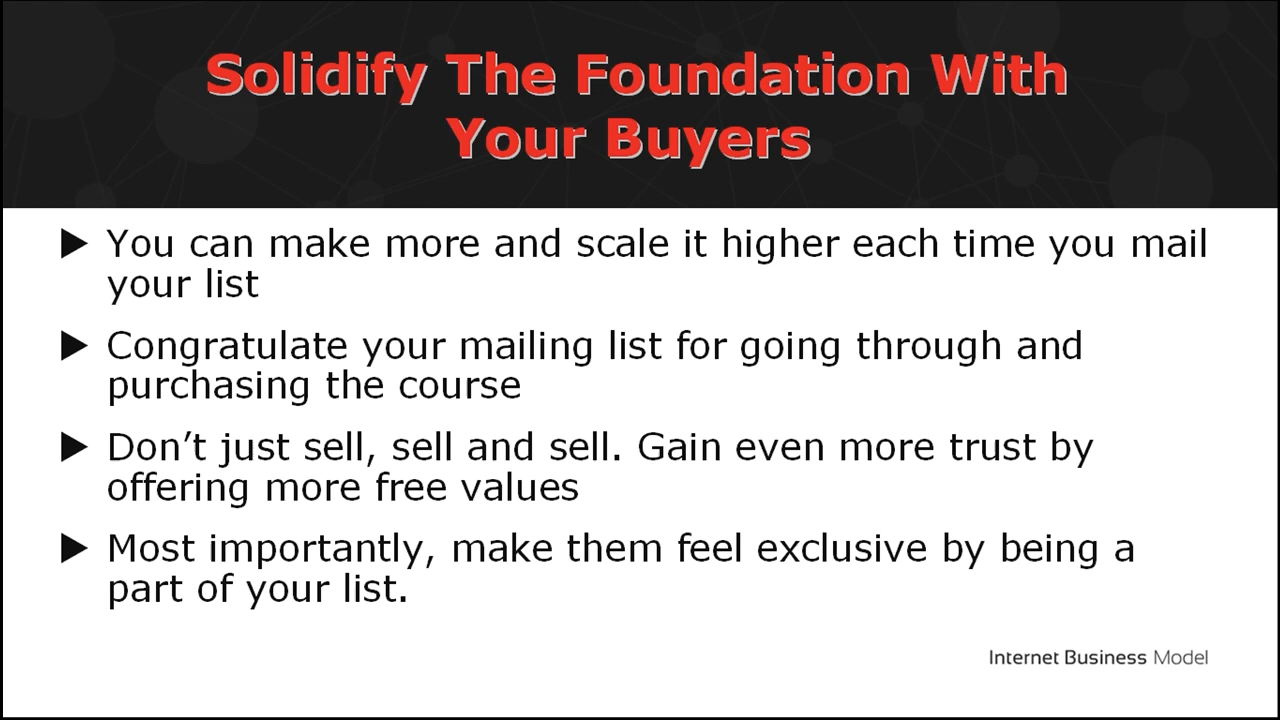 Solidify The Foundation With
Your Buyers
▶ You can make more and scale it higher each time you mail
your list
▶ Congratulate your mailing list for going through and
purchasing the course
▶ Don’t just sell, sell and sell. Gain even more trust by
offering more free values
▶ Most importantly, make them feel exclusive by being a
part of your list.
Internet Business Model